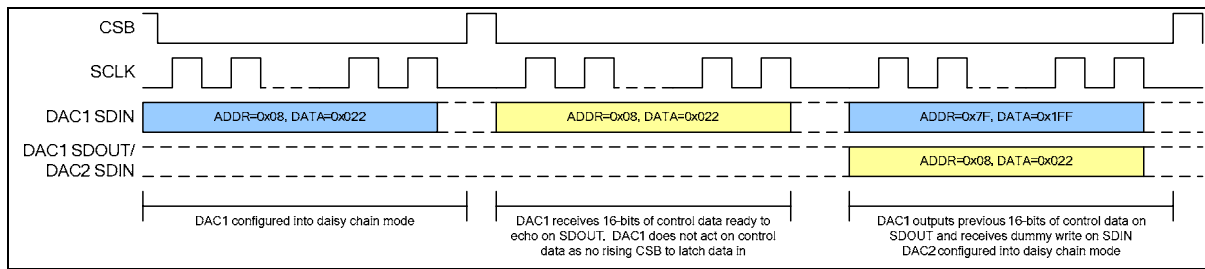 CSB
SCLK
DAC1 SDIN
ADDR=0x08, DATA=0x022
ADDR=0x08, DATA=0x022
ADDR=0x7F, DATA=0x1FF
DAC1 SDOUT/
DAC2 SDIN
ADDR=0x08, DATA=0x022
DAC1 configured into daisy chain mode
DAC1 receives 16-bits of control data ready to
echo on SDOUT. DAC1 does not act on control
data as no rising CSB to latch data in
DAC1 outputs previous 16-bits of control data on
SDOUT and receives dummy write on SDIN
DAC2 configured into daisy chain mode